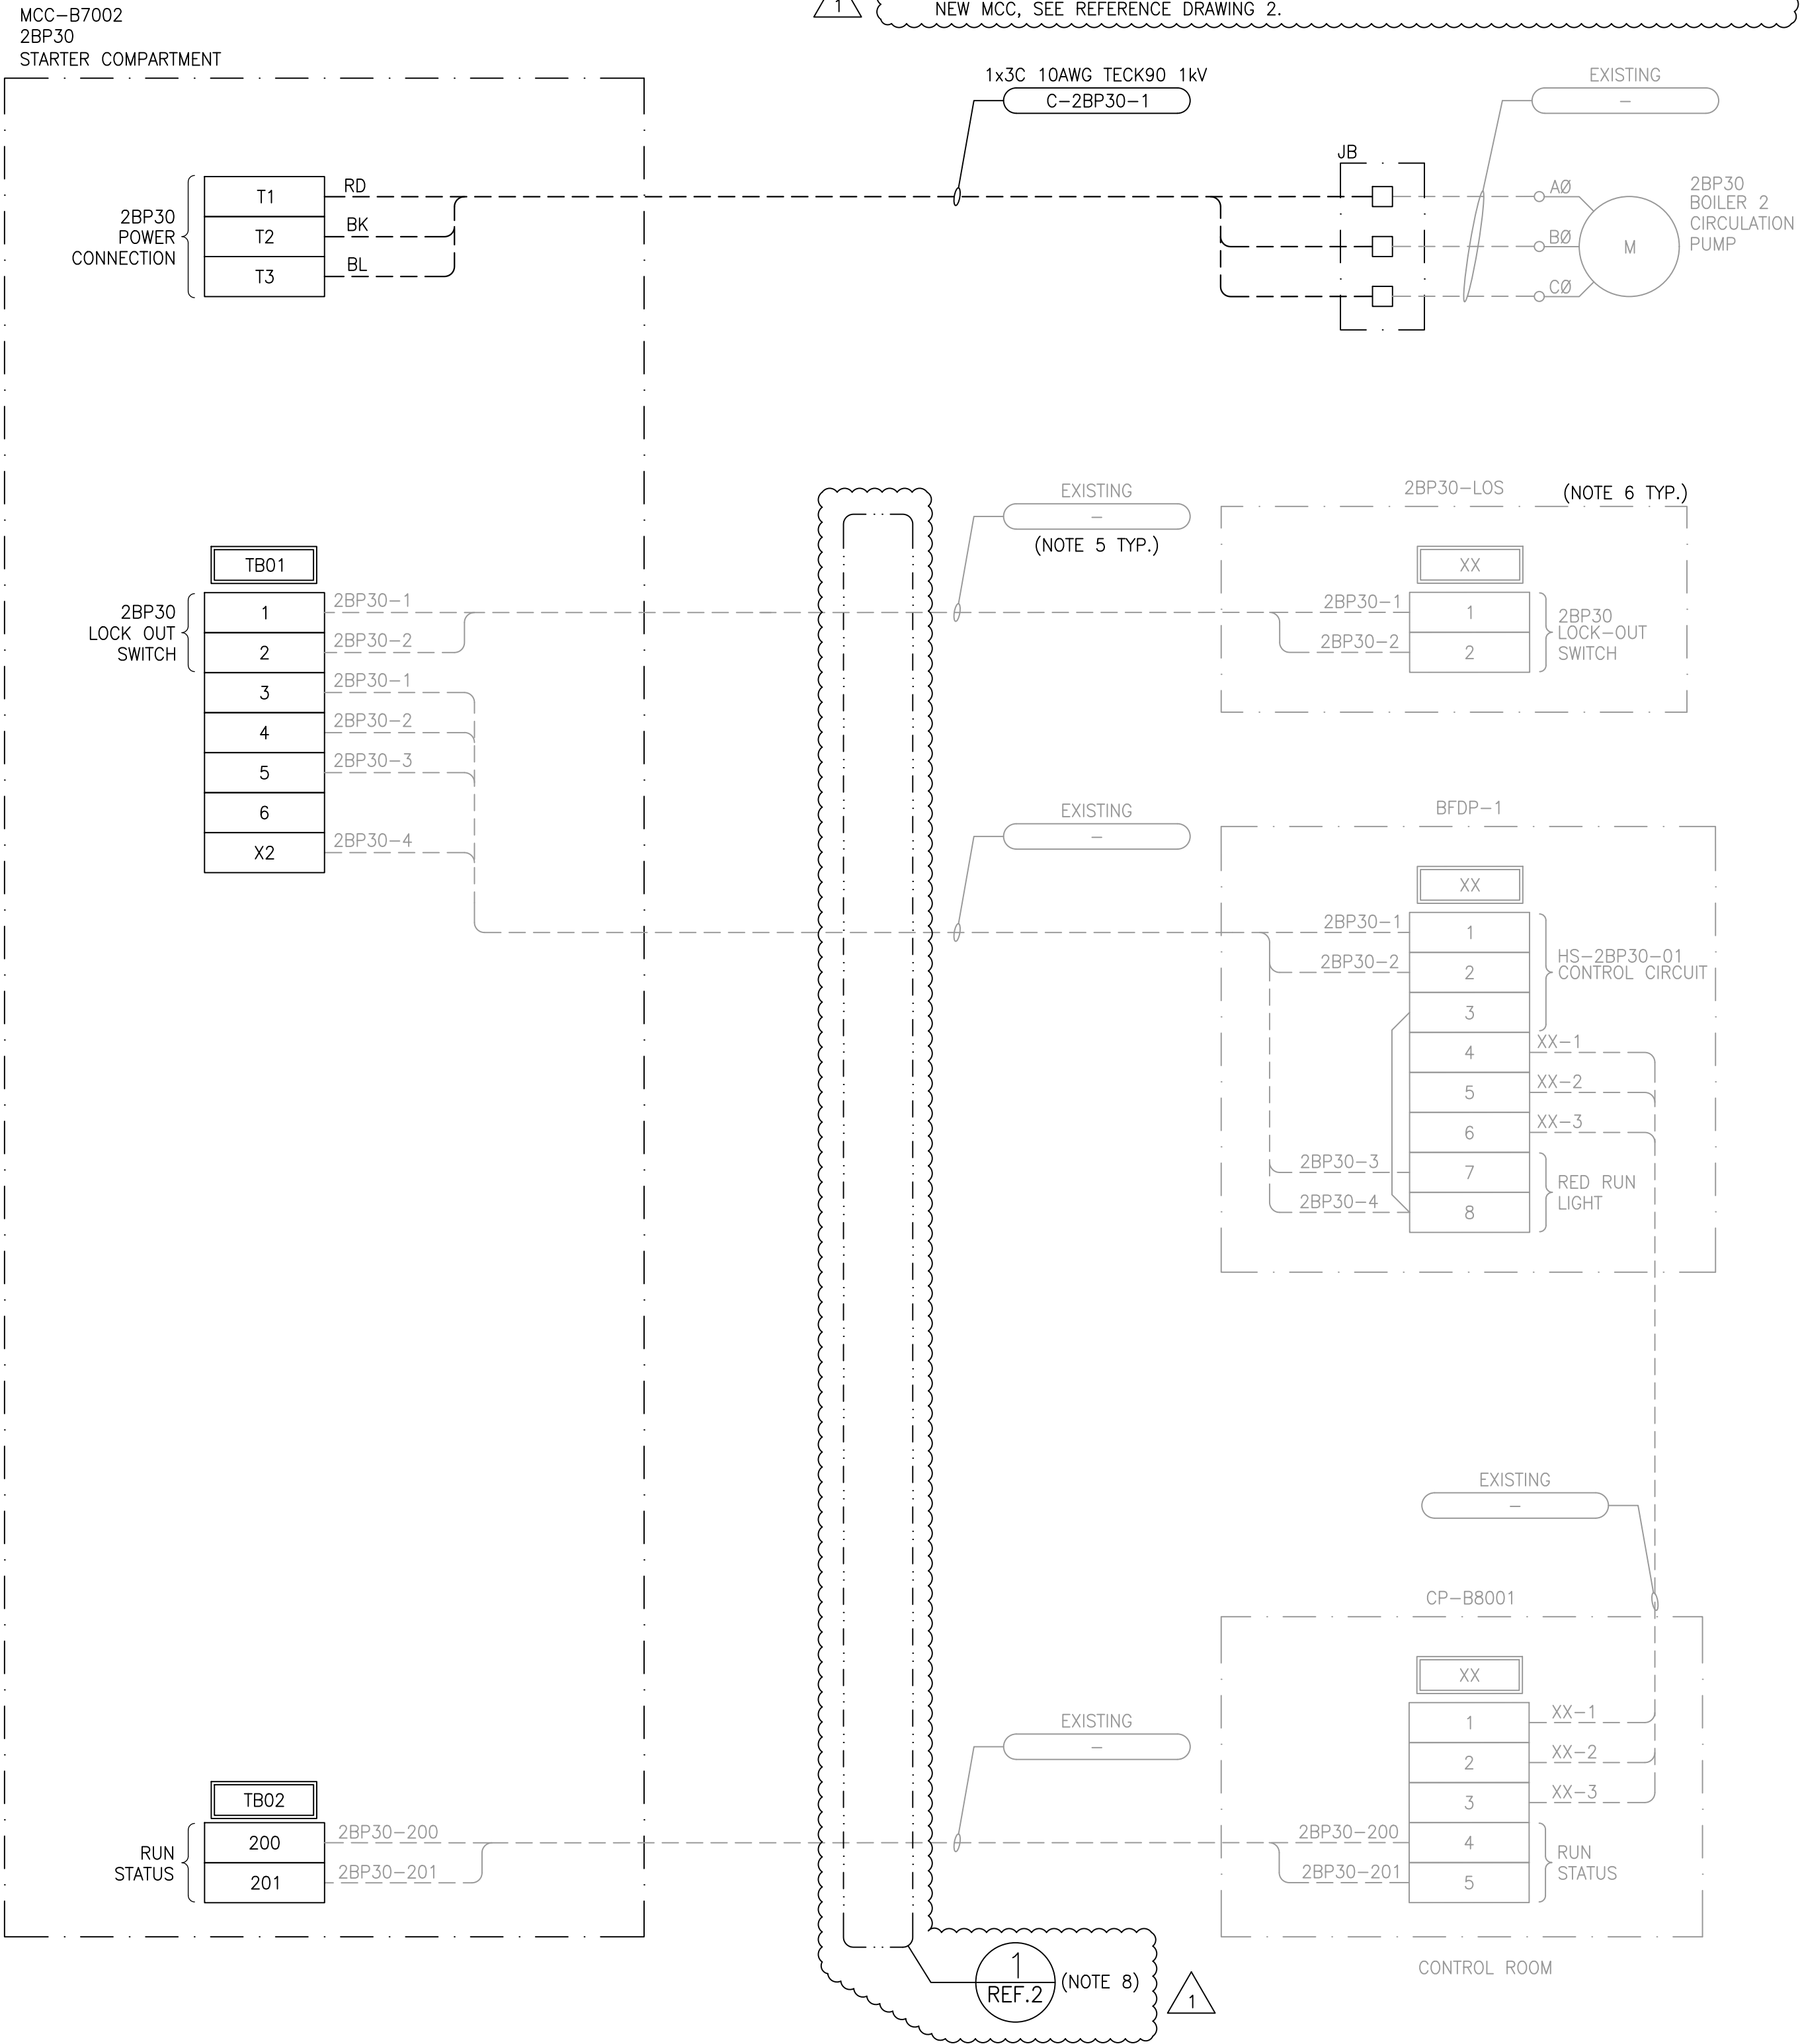 MCC-B7002
2BP30
STARTER COMPARTMENT
1
NEW MCC, SEE REFERENCE DRAWING 2.
1x3C 10AWG TECK90 1kV
C-2BP30-1
EXISTING
-
JB
2BP30
POWER
CONNECTION
T1
RD
T2
BK
T3
BL
AØ
BØ
CØ
M
2BP30
BOILER 2
CIRCULATION
PUMP
EXISTING
-
(NOTE 5 TYP.)
2BP30-LOS
(NOTE 6 TYP.)
TB01
2BP30
LOCK OUT
SWITCH
1
2BP30-1
2
2BP30-2
3
2BP30-1
4
2BP30-2
5
2BP30-3
6
X2
2BP30-4
XX
2BP30-1
1
2BP30-2
2
2BP30
LOCK-OUT
SWITCH
EXISTING
-
BFDP-1
XX
2BP30-1
1
2BP30-2
2
3
HS-2BP30-01
CONTROL CIRCUIT
4
XX-1
5
XX-2
6
XX-3
2BP30-3
7
2BP30-4
8
RED RUN
LIGHT
EXISTING
-
CP-B8001
XX
1
XX-1
2
XX-2
3
XX-3
2BP30-200
4
2BP30-201
5
RUN
STATUS
EXISTING
-
TB02
RUN
STATUS
200
2BP30-200
201
2BP30-201
CONTROL ROOM
1
REF.2
(NOTE 8)
1